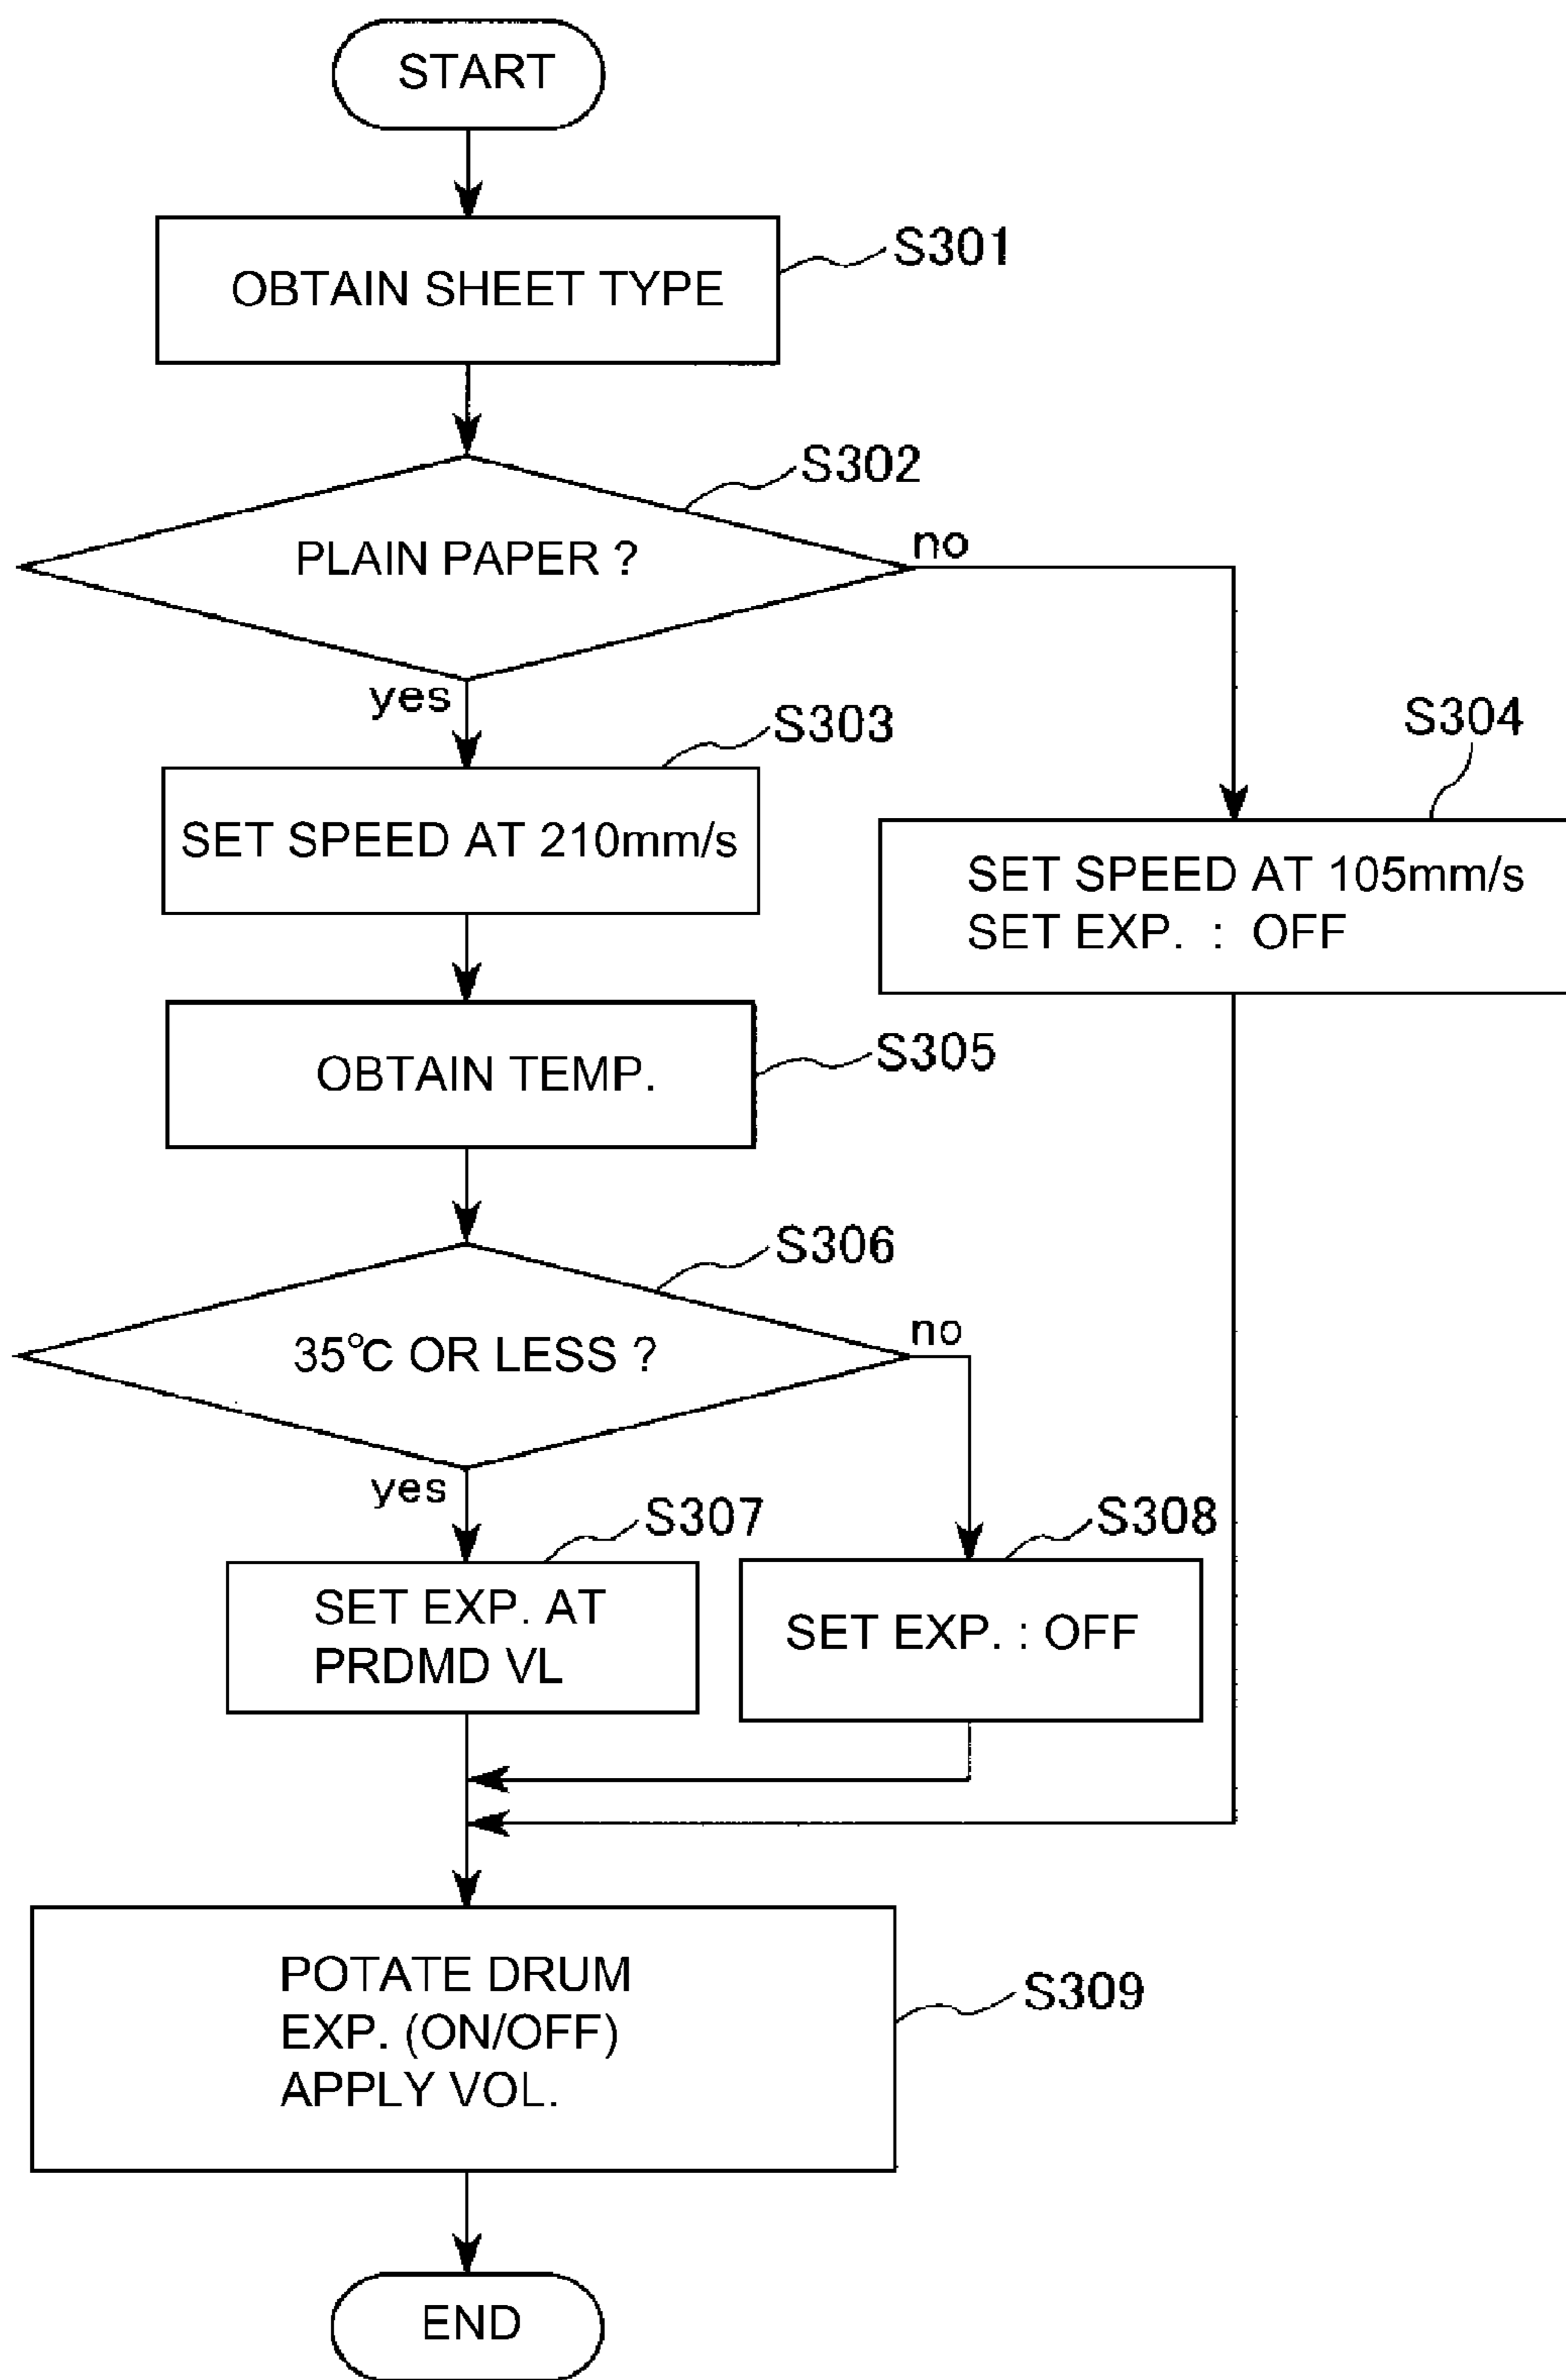 START
OBTAIN SHEET TYPE
S301
PLAIN PAPER ?
S302
no
yes
SET SPEED AT 210mm/s
S303
SET SPEED AT 105mm/s
SET EXP. : OFF
S304
OBTAIN TEMP.
S305
35℃ OR LESS ?
S306
no
yes
SET EXP. AT
PRDMD VL
S307
SET EXP. : OFF
S308
POTATE DRUM
EXP. (ON/OFF)
APPLY VOL.
S309
END